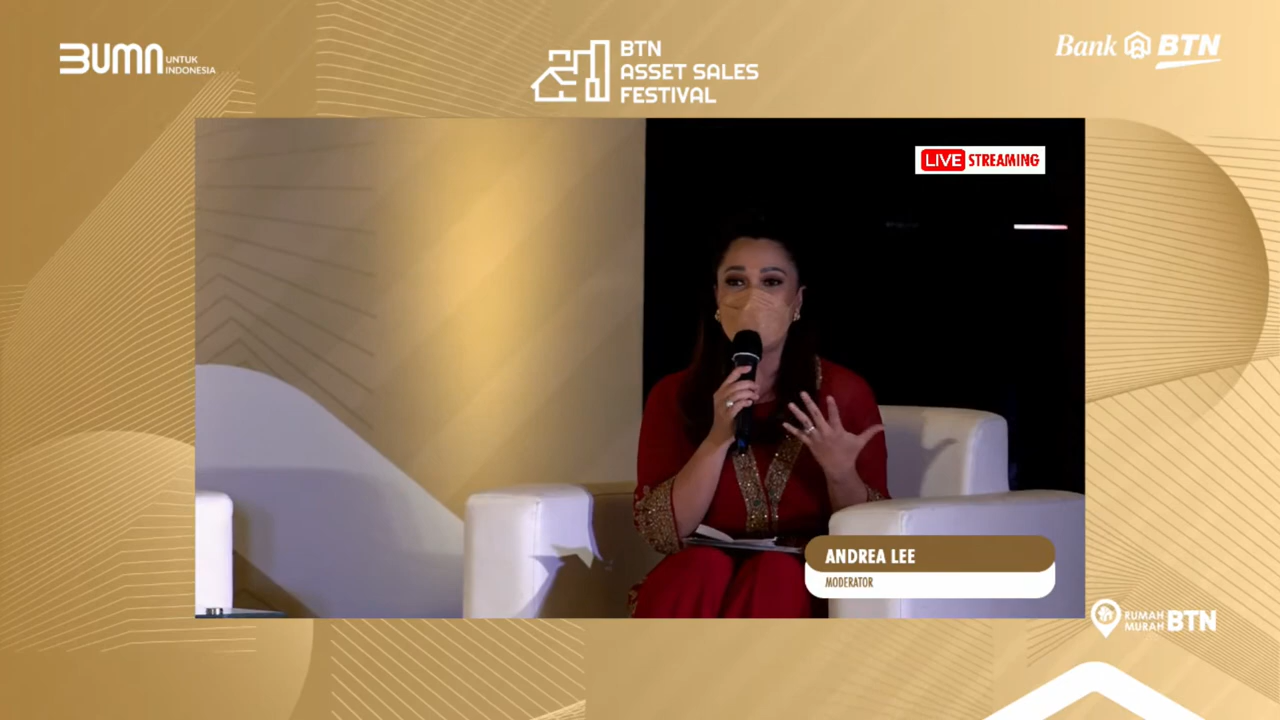 BUMN UNTUK
INDONESIA
BTN
ASSET SALES
FESTIVAL
Bank BTN
LIVE STREAMING
ANDREA LEE
MODERATOR
RUMAH
MURAH BTN